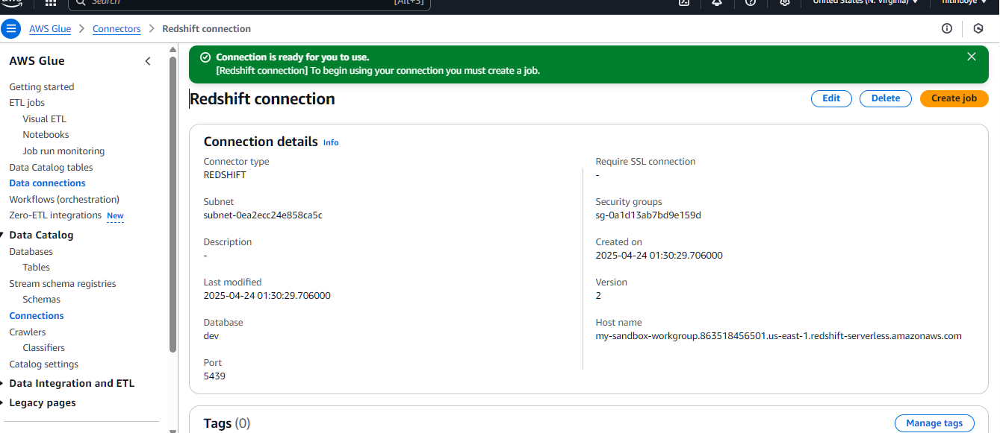 aws
Search
[Alt+S]
United States (N. Virginia)
AWS Glue
Connectors
Redshift connection
AWS Glue
Getting started
ETL jobs
Visual ETL
Notebooks
Job run monitoring
Data Catalog tables
Data connections
Workflows (orchestration)
Zero-ETL integrations New
Data Catalog
Databases
Tables
Stream schema registries
Schemas
Connections
Crawlers
Classifiers
Catalog settings
Data Integration and ETL
Legacy pages
Connection is ready for you to use.
[Redshift connection] To begin using your connection you must create a job.
Redshift connection
Edit
Delete
Create job
Connection details Info
Connector type
REDSHIFT
Subnet
subnet-0ea2ecc24e858ca5c
Description
-
Last modified
2025-04-24 01:30:29.706000
Database
dev
Port
5439
Require SSL connection
-
Security groups
sg-0a1d13ab7bd9e159d
Created on
2025-04-24 01:30:29.706000
Version
2
Host name
my-sandbox-workgroup.863518456501.us-east-1.redshift-serverless.amazonaws.com
Tags (0)
Manage tags